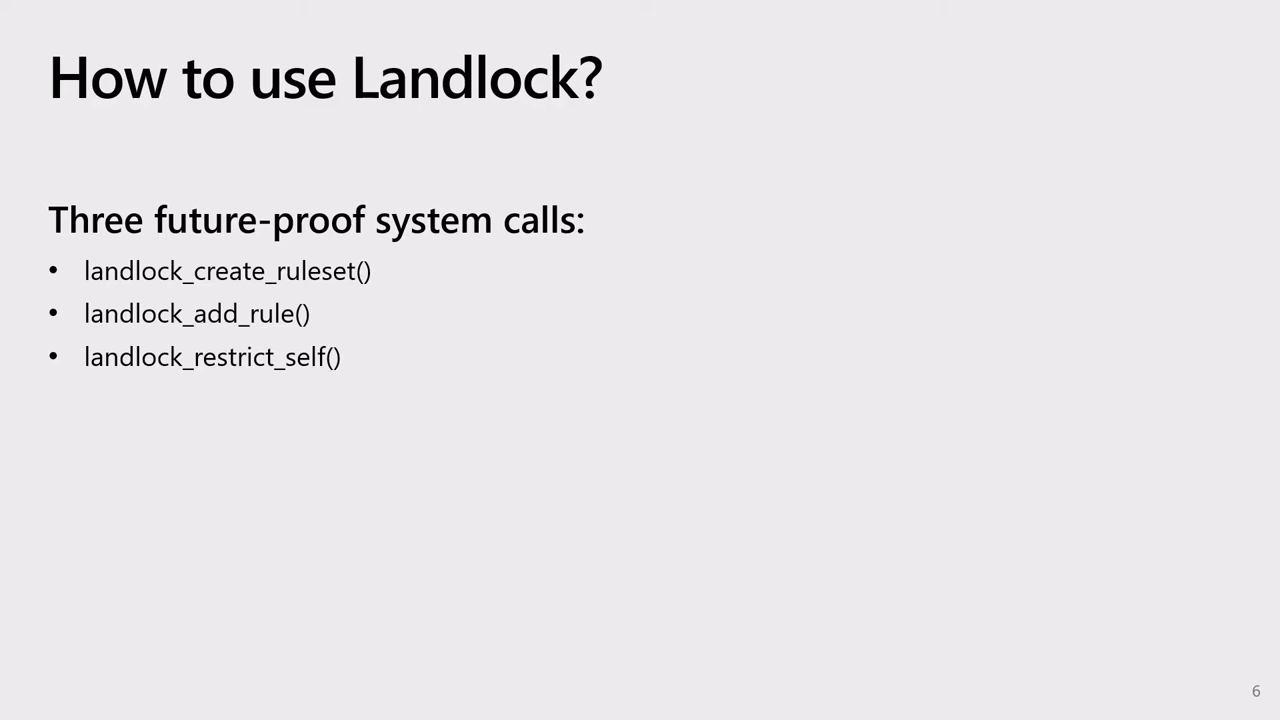 How to use Landlock?
Three future-proof system calls:
• landlock_create_ruleset()
• landlock_add_rule()
• landlock_restrict_self()
6